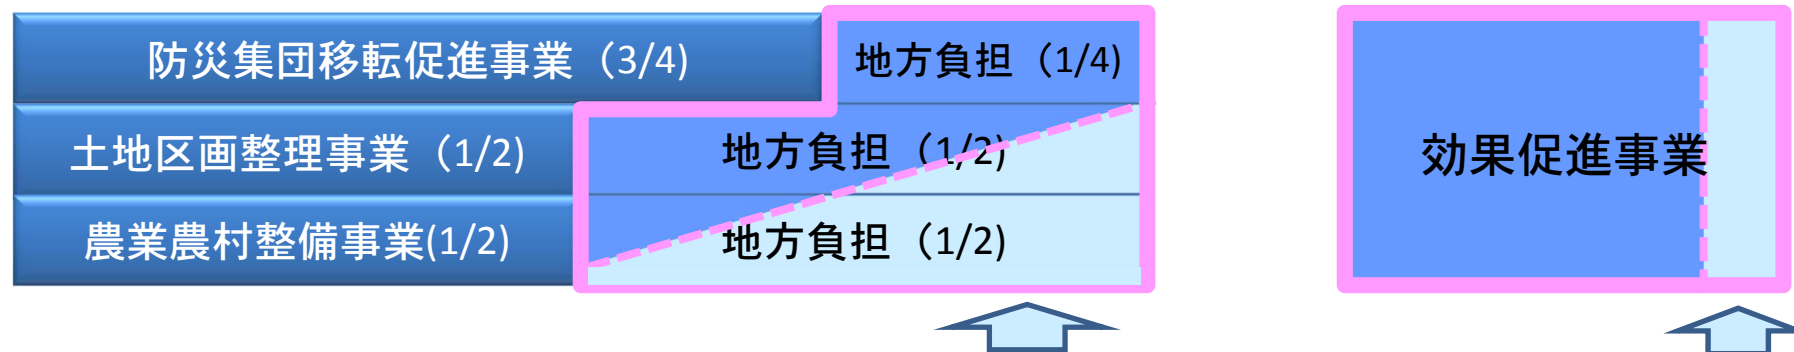 防災集団移転促進事業（3/4) 地方負担（1/4)
土地区画整理事業（1/2) 地方負担（1/2)
農業農村整備事業(1/2) 地方負担（1/2)
効果促進事業